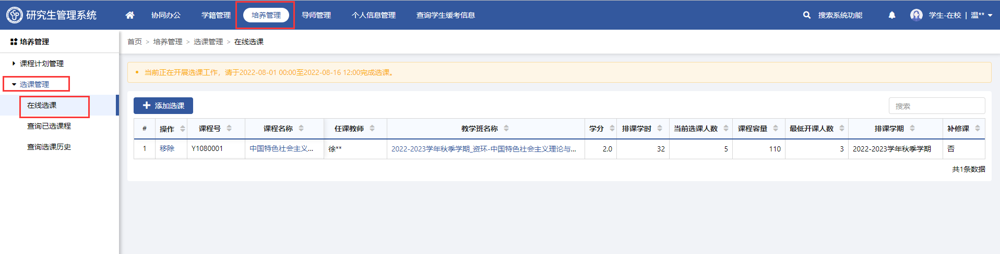 研究生管理系统 协同办公 学籍管理 培养管理 导师管理 个人信息管理 查询学生缓考信息 搜索系统功能 学生-在校 | 温**
培养管理
课程计划管理
选课管理
在线选课
查询已选课程
查询选课历史
首页 > 培养管理 > 选课管理 > 在线选课
当前正在开展选课工作，请于2022-08-01 00:00至2022-08-16 12:00完成选课。
添加选课 搜索
# 操作 课程号 课程名称 任课教师 教学班名称 学分 排课学时 当前选课人数 课程容量 最低开课人数 排课学期 补修课
1 移除 Y1080001 中国特色社会主义... 徐** 2022-2023学年秋季学期_资环-中国特色社会主义理论与... 2.0 32 5 110 3 2022-2023学年秋季学期 否
共1条数据